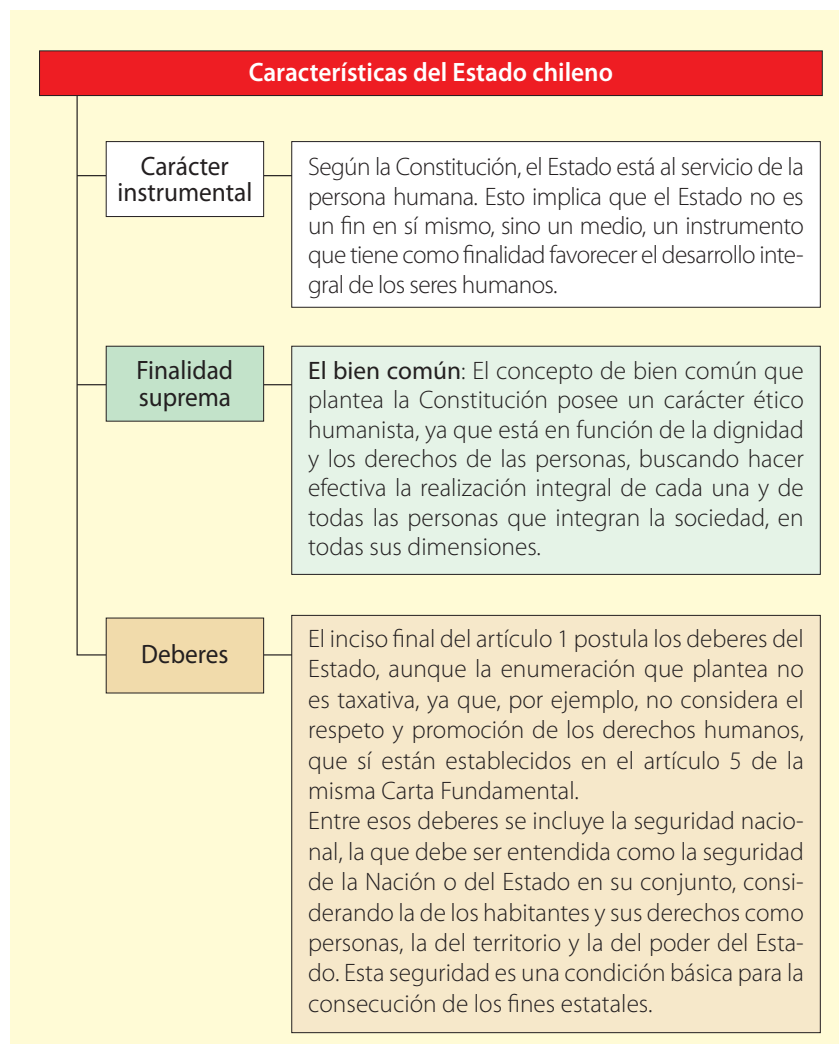 Características del Estado chileno
Carácter
instrumental
Según la Constitución, el Estado está al servicio de la
persona humana. Esto implica que el Estado no es
un fin en sí mismo, sino un medio, un instrumento
que tiene como finalidad favorecer el desarrollo inte-
gral de los seres humanos.
Finalidad
suprema
El bien común: El concepto de bien común que
plantea la Constitución posee un carácter ético
humanista, ya que está en función de la dignidad
y los derechos de las personas, buscando hacer
efectiva la realización integral de cada una y de
todas las personas que integran la sociedad, en
todas sus dimensiones.
Deberes
El inciso final del artículo 1 postula los deberes del
Estado, aunque la enumeración que plantea no
es taxativa, ya que, por ejemplo, no considera el
respeto y promoción de los derechos humanos,
que sí están establecidos en el artículo 5 de la
misma Carta Fundamental.
Entre esos deberes se incluye la seguridad nacio-
nal, la que debe ser entendida como la seguridad
de la Nación o del Estado en su conjunto, consi-
derando la de los habitantes y sus derechos como
personas, la del territorio y la del poder del Esta-
do. Esta seguridad es una condición básica para la
consecución de los fines estatales.